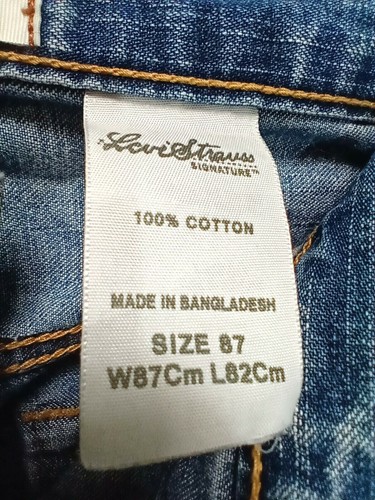 Levi Strauss
SIGNATURE™
100% COTTON
MADE IN BANGLADESH
SIZE 87
W87Cm L82Cm